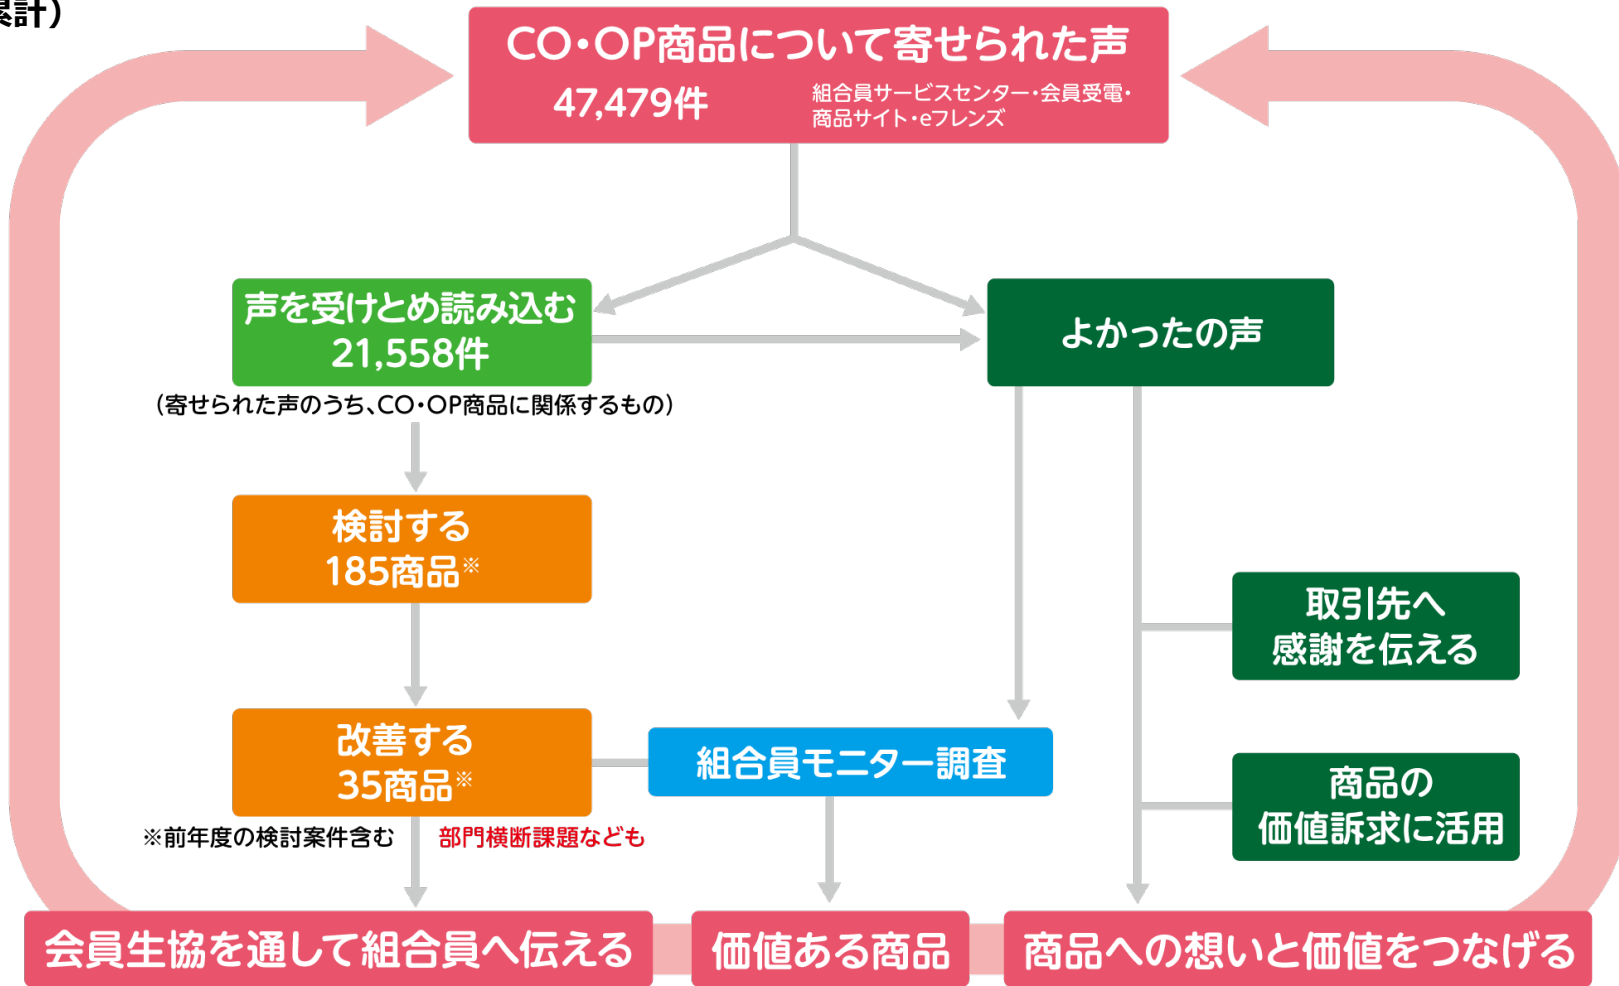 累計）
CO・OP商品について寄せられた声
47,479件
組合員サービスセンター・会員受電・
商品サイト・eフレンズ
声を受けとめ読み込む
21,558件
（寄せられた声のうち、CO・OP商品に関係するもの）
よかったの声
検討する
185商品※
取引先へ
感謝を伝える
改善する
35商品※
組合員モニター調査
商品の
価値訴求に活用
※前年度の検討案件含む
部門横断課題なども
会員生協を通して組合員へ伝える
価値ある商品
商品への想いと価値をつなげる